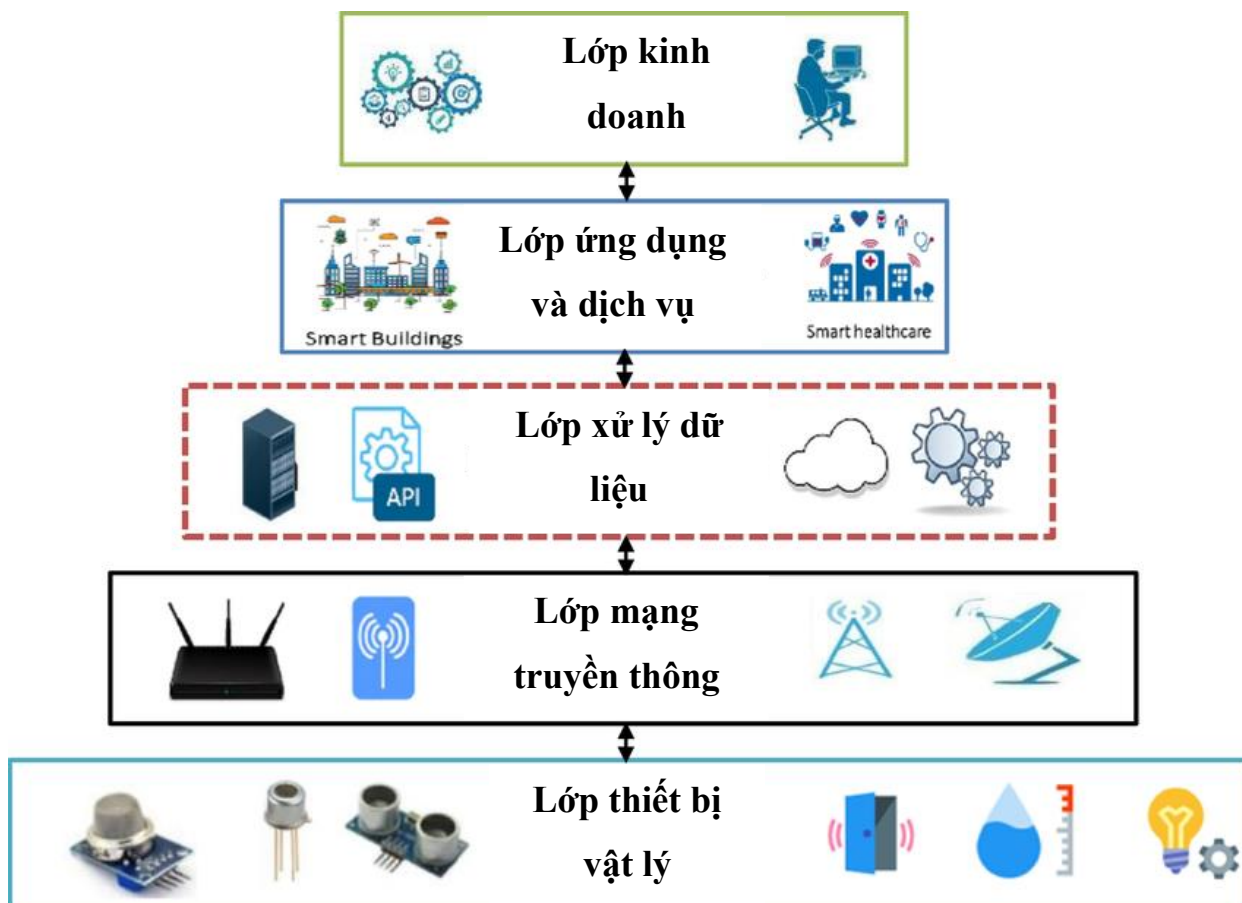 Lớp kinh
doanh
Lớp ứng dụng
và dịch vụ
Smart Buildings
Smart healthcare
Lớp xử lý dữ
liệu
API
Lớp mạng
truyền thông
Lớp thiết bị
vật lý